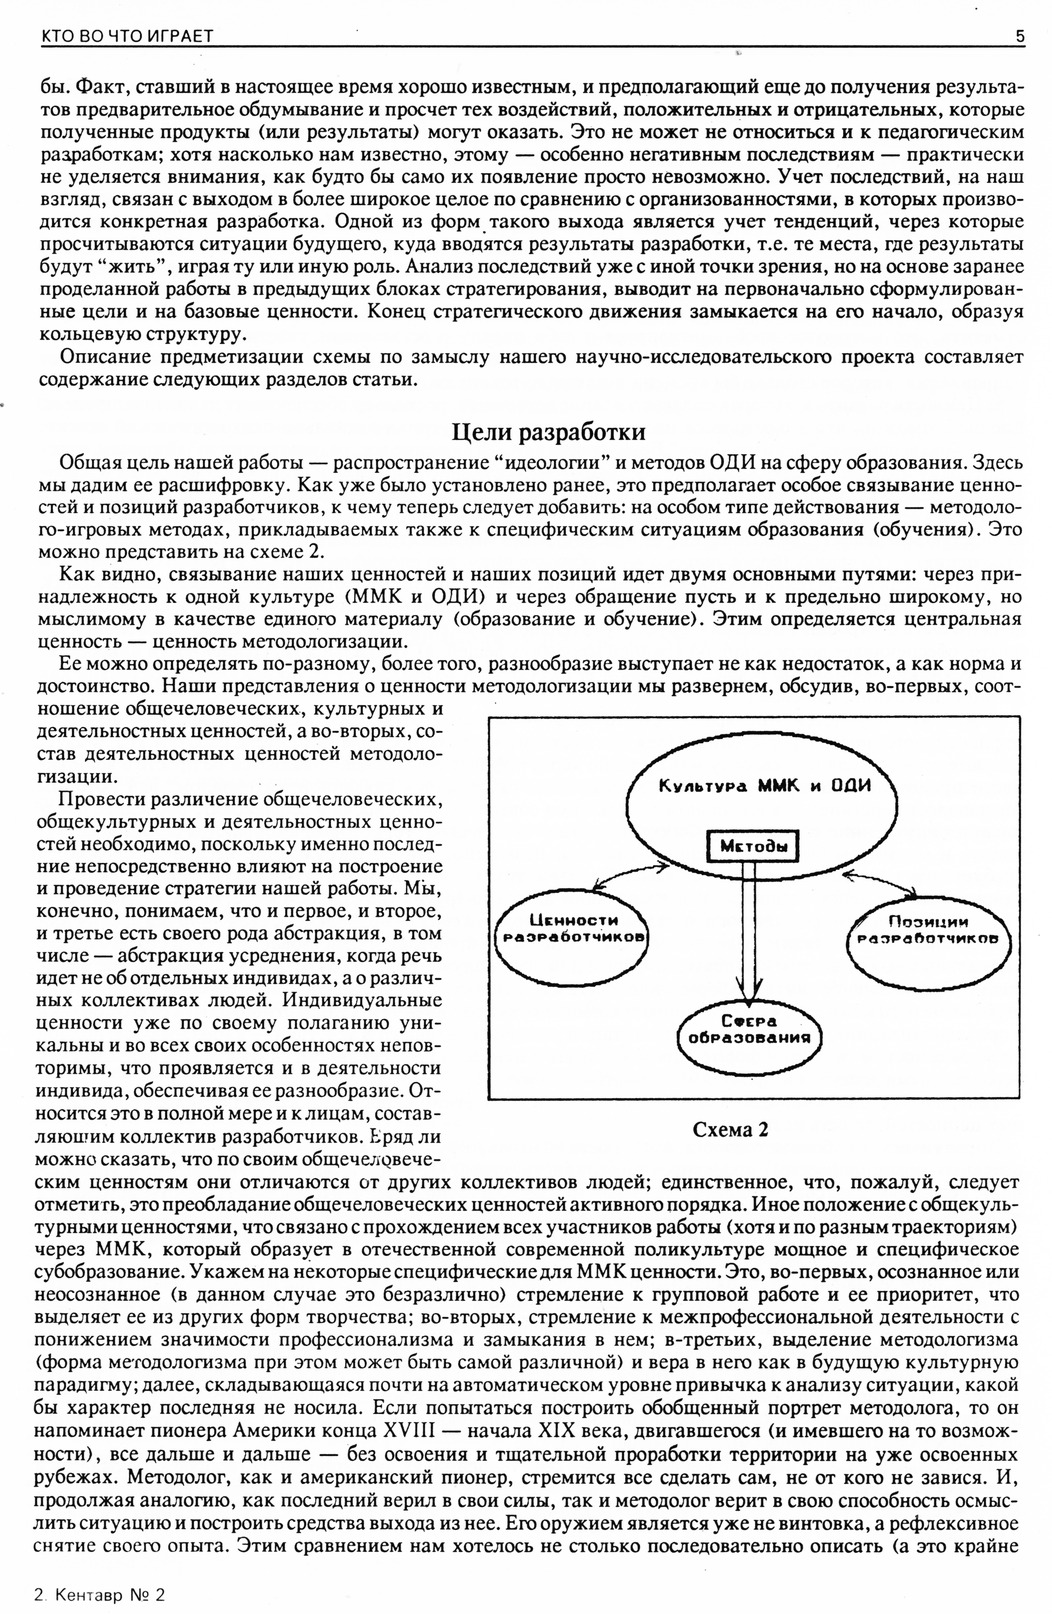 КТО ВО ЧТО ИГРАЕТ 5
бы. Факт, ставший в настоящее время хорошо известным, и предполагающий еще до получения результа-
тов предварительное обдумывание и просчет тех воздействий, положительных и отрицательных, которые
полученные продукты (или результаты) могут оказать. Это не может не относиться и к педагогическим
разработкам; хотя насколько нам известно, этому — особенно негативным последствиям — практически
не уделяется внимания, как будто бы само их появление просто невозможно. Учет последствий, на наш
взгляд, связан с выходом в более широкое целое по сравнению с организованностями, в которых произво-
дится конкретная разработка. Одной из форм такого выхода является учет тенденций, через которые
просчитываются ситуации будущего, куда вводятся результаты разработки, т.е. те места, где результаты
будут “жить”, играя ту или иную роль. Анализ последствий уже с иной точки зрения, но на основе заранее
проделанной работы в предыдущих блоках стратегирования, выводит на первоначально сформулирован-
ные цели и на базовые ценности. Конец стратегического движения замыкается на его начало, образуя
кольцевую структуру.
Описание предметизации схемы по замыслу нашего научно-исследовательского проекта составляет
содержание следующих разделов статьи.
Цели разработки
Общая цель нашей работы — распространение “идеологии” и методов ОДИ на сферу образования. Здесь
мы дадим ее расшифровку. Как уже было установлено ранее, это предполагает особое связывание ценно-
стей и позиций разработчиков, к чему теперь следует добавить: на особом типе действования — методоло-
го-игровых методах, прикладываемых также к специфическим ситуациям образования (обучения). Это
можно представить на схеме 2.
Как видно, связывание наших ценностей и наших позиций идет двумя основными путями: через при-
надлежность к одной культуре (ММК и ОДИ) и через обращение пусть и к предельно широкому, но
мыслимому в качестве единого материалу (образование и обучение). Этим определяется центральная
ценность — ценность методологизации.
Ее можно определять по-разному, более того, разнообразие выступает не как недостаток, а как норма и
достоинство. Наши представления о ценности методологизации мы развернем, обсудив, во-первых, соот-
ношение общечеловеческих, культурных и
деятельностных ценностей, а во-вторых, со-
став деятельностных ценностей методоло-
гизации.
Провести различение общечеловеческих,
общекультурных и деятельностных ценно-
стей необходимо, поскольку именно послед-
ние непосредственно влияют на построение
и проведение стратегии нашей работы. Мы,
конечно, понимаем, что и первое, и второе,
и третье есть своего рода абстракция, в том
числе — абстракция усреднения, когда речь
идет не об отдельных индивидах, а о различ-
ных коллективах людей. Индивидуальные
ценности уже по своему полаганию уни-
кальны и во всех своих особенностях непов-
торимы, что проявляется и в деятельности
индивида, обеспечивая ее разнообразие. От-
носится это в полной мере и к лицам, состав-
ляющим коллектив разработчиков. Вряд ли
можно сказать, что по своим общечеловече-
Культура ММК и ОДИ
Методы
Ценности
разработчиков
Позиции
разработчиков
Сфера
образования
Схема 2
ским ценностям они отличаются от других коллективов людей; единственное, что, пожалуй, следует
отметить, это преобладание общечеловеческих ценностей активного порядка. Иное положение с общекуль-
турными ценностями, что связано с прохождением всех участников работы (хотя и по разным траекториям)
через ММК, который образует в отечественной современной поликультуре мощное и специфическое
субобразование. Укажем на некоторые специфические для ММК ценности. Это, во-первых, осознанное или
неосознанное (в данном случае это безразлично) стремление к групповой работе и ее приоритет, что
выделяет ее из других форм творчества; во-вторых, стремление к межпрофессиональной деятельности с
понижением значимости профессионализма и замыкания в нем; в-третьих, выделение методологизма
(форма методологизма при этом может быть самой различной) и вера в него как в будущую культурную
парадигму; далее, складывающаяся почти на автоматическом уровне привычка к анализу ситуации, какой
бы характер последняя не носила. Если попытаться построить обобщенный портрет методолога, то он
напоминает пионера Америки конца XVIII — начала XIX века, двигавшегося (и имевшего на то возмож-
ности), все дальше и дальше — без освоения и тщательной проработки территории на уже освоенных
рубежах. Методолог, как и американский пионер, стремится все сделать сам, не от кого не завися. И,
продолжая аналогию, как последний верил в свои силы, так и методолог верит в свою способность осмыс-
лить ситуацию и построить средства выхода из нее. Его оружием является уже не винтовка, а рефлексивное
снятие своего опыта. Этим сравнением нам хотелось не столько последовательно описать (а это крайне
2. Кентавр № 2